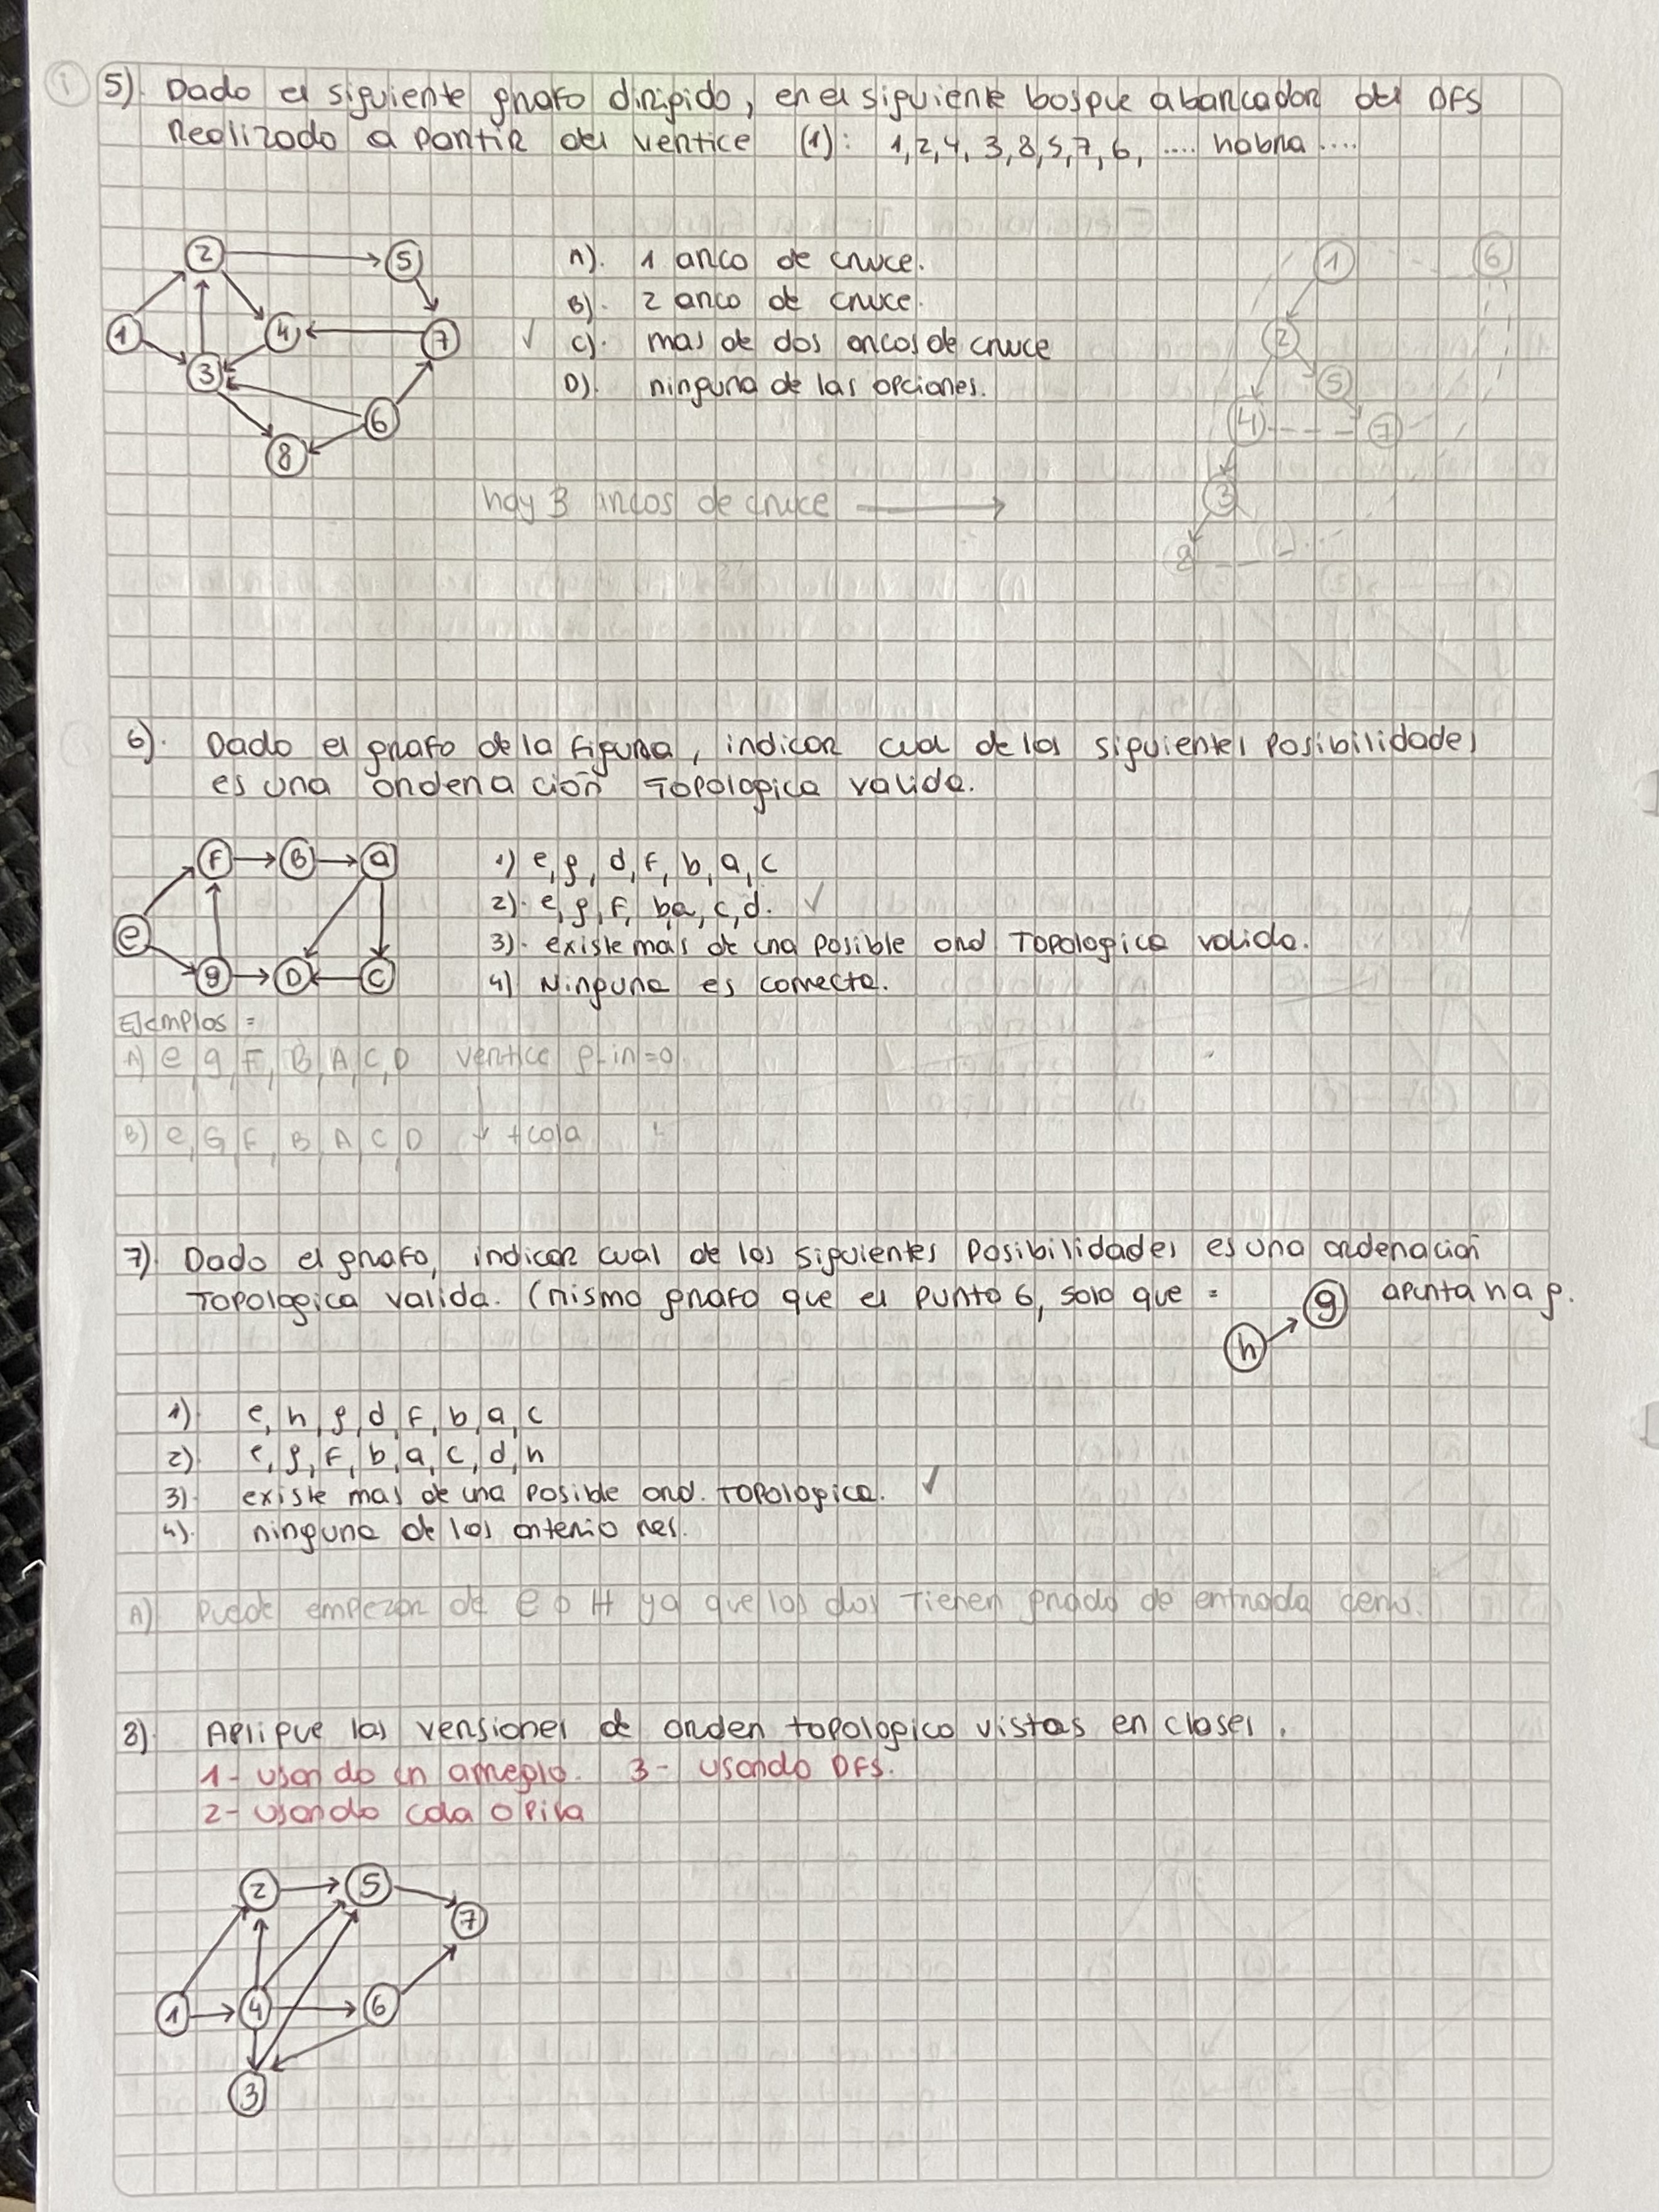 5). Dado el siguiente grafo dirigido, en el siguiente bosque abarcador del DFS
Realizado a partir del vertice (1): 1,2,4, 3,8,5,7,6, .... habra ....
2
5
1
4
7
3
6
8
A). 1 arco de cruce.
B). 2 arco de cruce.
✓ C). mas de dos arcos de cruce
D). ninguna de las opciones.
1
6
2
5
4
7
3
8
hay 3 arcos de cruce
6). Dado el grafo de la figura, indicar cual de las siguientes posibilidades
es una ordenación Topologica valida.
F
B
a
e
g
D
C
1) e, g, d, f, b, a, c
2). e, g, f, b,a, c, d. ✓
3). existe mas de una posible ord Topologica valida.
4) Ninguna es correcta.
Ejemplos =
A) e, g, F, B, A, C, D vertice g-in=0.
B) e, G, F, B, A, C, D + cola
7). Dado el grafo, indicar cual de las siguientes posibilidades es una ordenación
Topologica valida. (mismo grafo que el punto 6, solo que = g apunta h a g.
h
1). e, h, g, d, f, b, a, c
2). e, g, f, b, a, c, d, h
3). existe mas de una posible ord. Topologica. ✓
4). ninguna de las anteriores.
A) Puede empezar de e o H ya que los dos tienen grado de entrada cero.
8). Aplique las versiones de orden topologico vistas en clases.
1- usando un arreglo. 3- usando DFS.
2- usando cola o pila
2
5
7
1
4
6
3